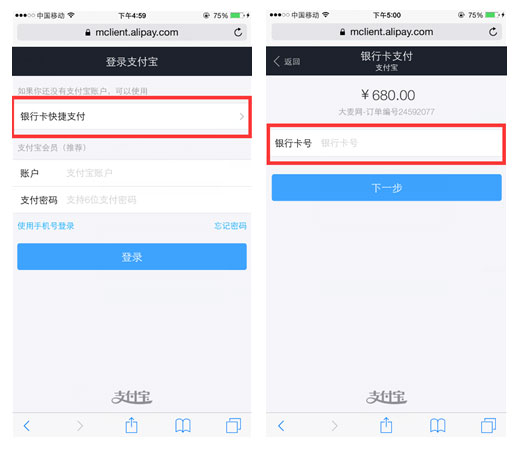 中国移动
下午4:59
75%
mclient.alipay.com
登录支付宝
如果你还没有支付宝账户，可以使用
银行卡快捷支付
支付宝会员（推荐）
账户 支付宝账户
支付密码 支持6位支付密码
使用手机号登录 忘记密码
登录
支付宝
中国移动
下午5:00
75%
mclient.alipay.com
返回
银行卡支付
支付宝
￥680.00
大麦网-订单编号24592077
银行卡号 银行卡号
下一步
支付宝